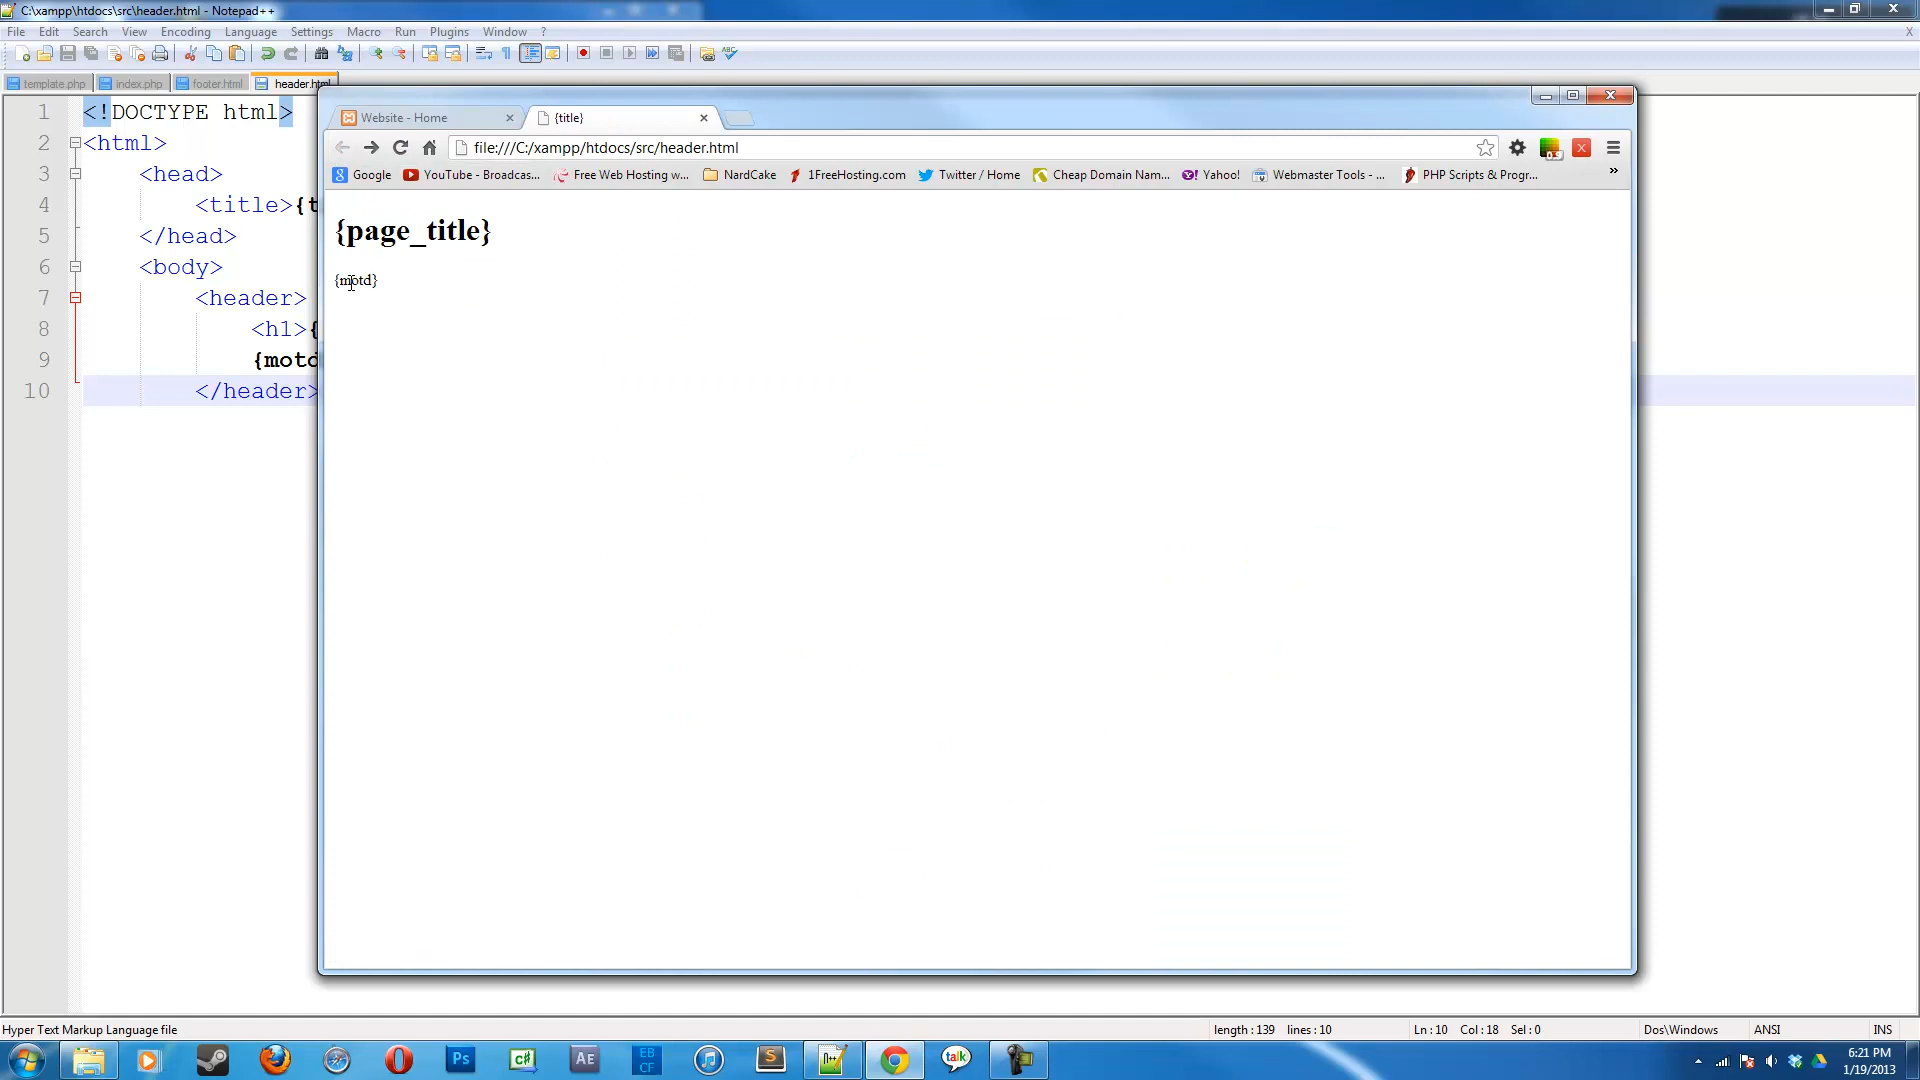 C:\xampp\htdocs\src\header.html - Notepad++
File Edit Search View Encoding Language Settings Macro Run Plugins Window ? X
template.php index.php footer.html header.html
1 <!DOCTYPE html>
2 <html>
3 <head>
4 <title>{t
5 </head>
6 <body>
7 <header>
8 <h1>{
9 {motd
10 </header>
Website - Home {title}
file:///C:/xampp/htdocs/src/header.html
Google YouTube - Broadcas... Free Web Hosting w... NardCake 1FreeHosting.com Twitter / Home Cheap Domain Nam... Yahoo! Webmaster Tools - ... PHP Scripts & Progr... »
{page_title}
{motd}
Hyper Text Markup Language file length : 139 lines : 10 Ln : 10 Col : 18 Sel : 0 Dos\Windows ANSI INS
Ps C# AE EB CF S talk
6:21 PM
1/19/2013